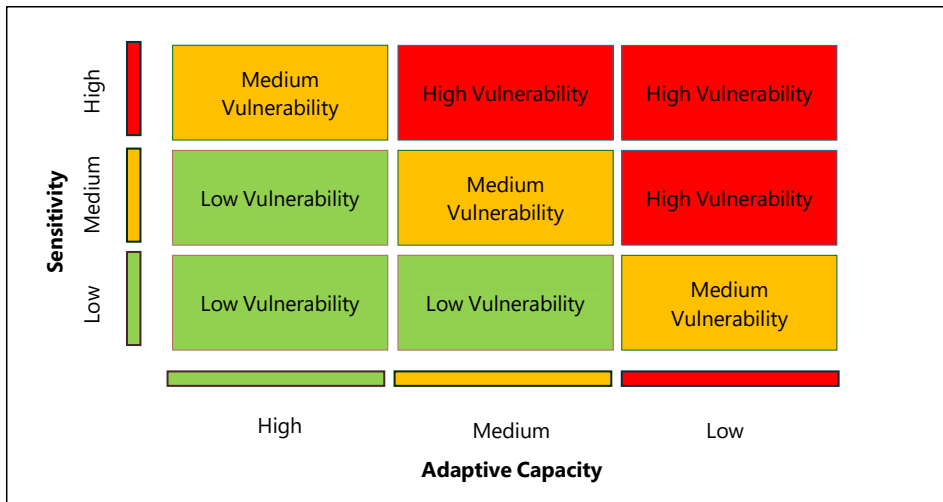 High
Medium
Vulnerability
High Vulnerability
High Vulnerability
Sensitivity
Medium
Low Vulnerability
Medium
Vulnerability
High Vulnerability
Low
Low Vulnerability
Low Vulnerability
Medium
Vulnerability
High
Medium
Low
Adaptive Capacity